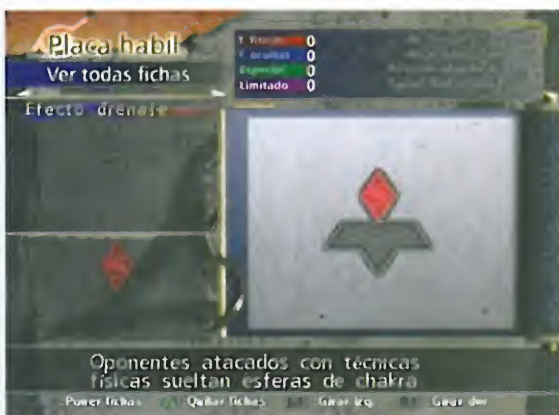 Placa habil
Ver todas fichas
T físicas 0
T ocultas 0
Especial 0
Limitado 0
Efecto drenaje
Oponentes atacados con técnicas
físicas sueltan esferas de chakra
Poner fichas Quitar fichas Girar izq. Girar der.